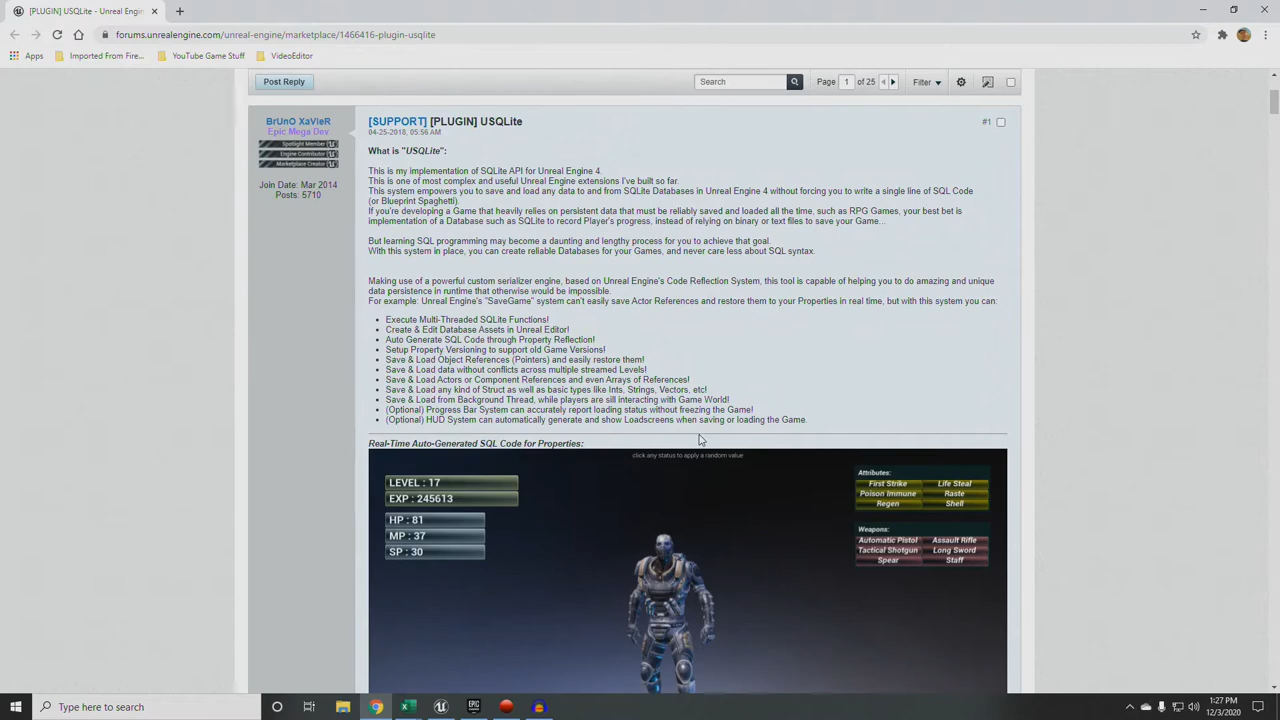 [PLUGIN] USQLite - Unreal Engin
forums.unrealengine.com/unreal-engine/marketplace/1466416-plugin-usqlite
Apps
Imported From Fire...
YouTube Game Stuff
VideoEditor
Post Reply
Search
Page 1 of 25
Filter
BrUnO XaVIeR
Epic Mega Dev
Spotlight Member
Engine Contributor
Marketplace Creator
Join Date: Mar 2014
Posts: 5710
[SUPPORT] [PLUGIN] USQLite
#1
04-25-2018, 05:56 AM
What is "USQLite":
This is my implementation of SQLite API for Unreal Engine 4.
This is one of most complex and useful Unreal Engine extensions I've built so far.
This system empowers you to save and load any data to and from SQLite Databases in Unreal Engine 4 without forcing you to write a single line of SQL Code
(or Blueprint Spaghetti).
If you're developing a Game that heavily relies on persistent data that must be reliably saved and loaded all the time, such as RPG Games, your best bet is
implementation of a Database such as SQLite to record Player's progress, instead of relying on binary or text files to save your Game...
But learning SQL programming may become a daunting and lengthy process for you to achieve that goal.
With this system in place, you can create reliable Databases for your Games, and never care less about SQL syntax.
Making use of a powerful custom serializer engine, based on Unreal Engine's Code Reflection System, this tool is capable of helping you to do amazing and unique
data persistence in runtime that otherwise would be impossible.
For example: Unreal Engine's "SaveGame" system can't easily save Actor References and restore them to your Properties in real time, but with this system you can:
• Execute Multi-Threaded SQLite Functions!
• Create & Edit Database Assets in Unreal Editor!
• Auto Generate SQL Code through Property Reflection!
• Setup Property Versioning to support old Game Versions!
• Save & Load Object References (Pointers) and easily restore them!
• Save & Load data without conflicts across multiple streamed Levels!
• Save & Load Actors or Component References and even Arrays of References!
• Save & Load any kind of Struct as well as basic types like Ints, Strings, Vectors, etc!
• Save & Load from Background Thread, while players are sill interacting with Game World!
• (Optional) Progress Bar System can accurately report loading status without freezing the Game!
• (Optional) HUD System can automatically generate and show Loadscreens when saving or loading the Game.
Real-Time Auto-Generated SQL Code for Properties:
click any status to apply a random value
LEVEL : 17
EXP : 245613
HP : 81
MP : 37
SP : 30
Attributes:
First Strike Life Steal
Poison Immune Raste
Regen Shell
Weapons:
Automatic Pistol Assault Rifle
Tactical Shotgun Long Sword
Spear Staff
Type here to search
EPIC
1:27 PM
12/3/2020